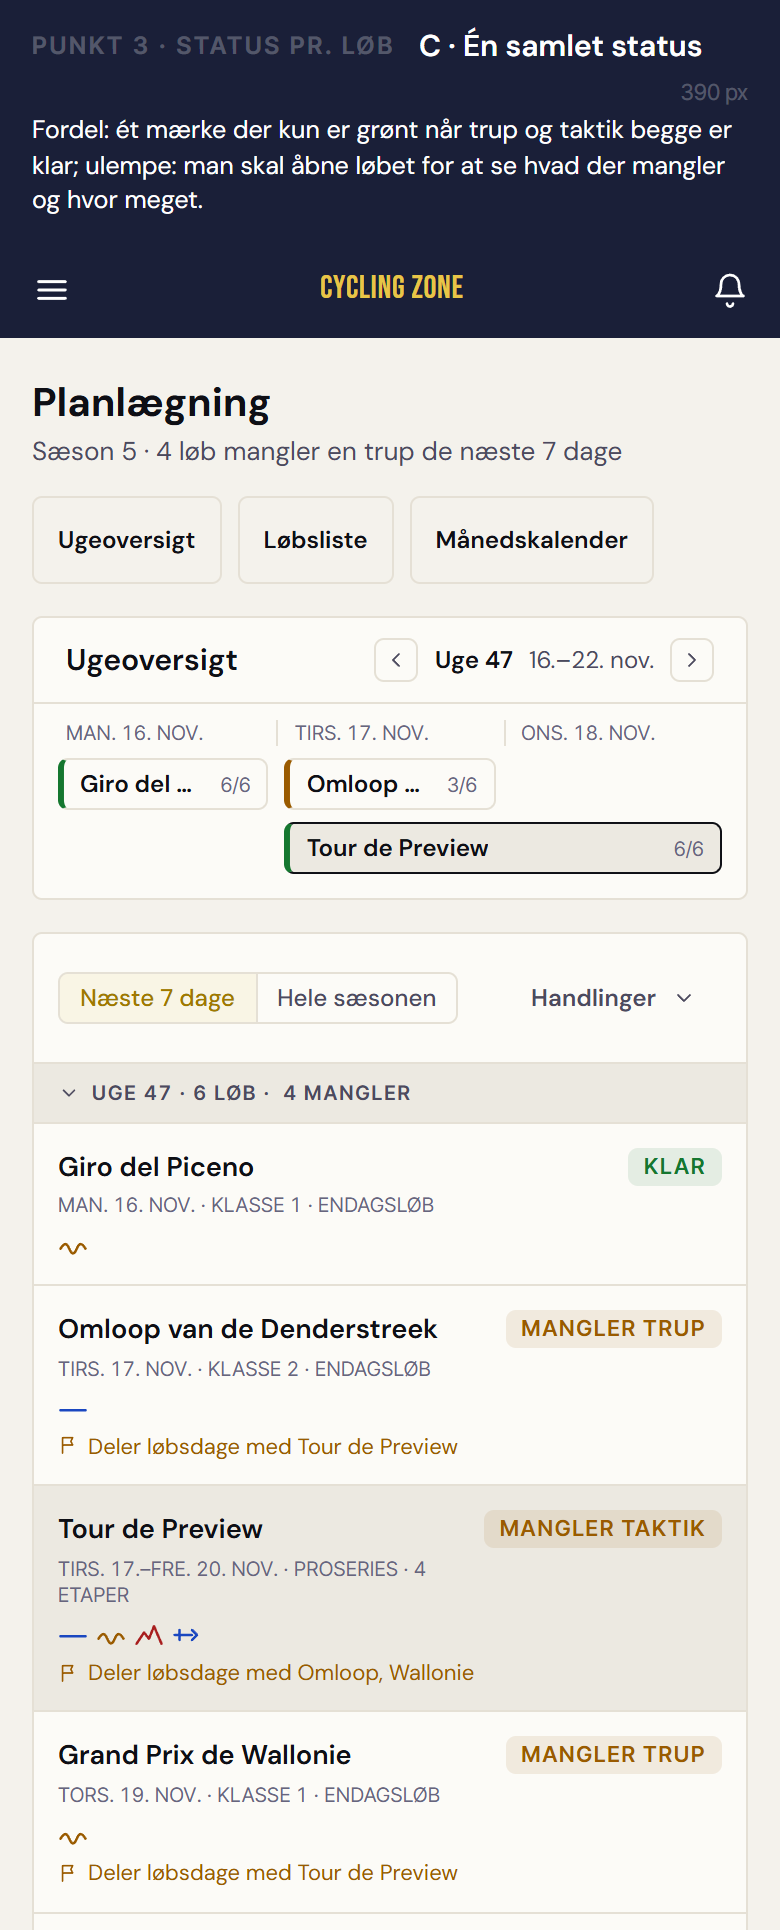 PUNKT 3 · STATUS PR. LØB C · Én samlet status
390 px
Fordel: ét mærke der kun er grønt når trup og taktik begge er
klar; ulempe: man skal åbne løbet for at se hvad der mangler
og hvor meget.
CYCLING ZONE
Planlægning
Sæson 5 · 4 løb mangler en trup de næste 7 dage
Ugeoversigt Løbsliste Månedskalender
Ugeoversigt Uge 47 16.–22. nov.
MAN. 16. NOV. TIRS. 17. NOV. ONS. 18. NOV.
Giro del ... 6/6 Omloop ... 3/6
Tour de Preview 6/6
Næste 7 dage Hele sæsonen Handlinger
UGE 47 · 6 LØB · 4 MANGLER
Giro del Piceno KLAR
MAN. 16. NOV. · KLASSE 1 · ENDAGSLØB
Omloop van de Denderstreek MANGLER TRUP
TIRS. 17. NOV. · KLASSE 2 · ENDAGSLØB
Deler løbsdage med Tour de Preview
Tour de Preview MANGLER TAKTIK
TIRS. 17.–FRE. 20. NOV. · PROSERIES · 4
ETAPER
Deler løbsdage med Omloop, Wallonie
Grand Prix de Wallonie MANGLER TRUP
TORS. 19. NOV. · KLASSE 1 · ENDAGSLØB
Deler løbsdage med Tour de Preview